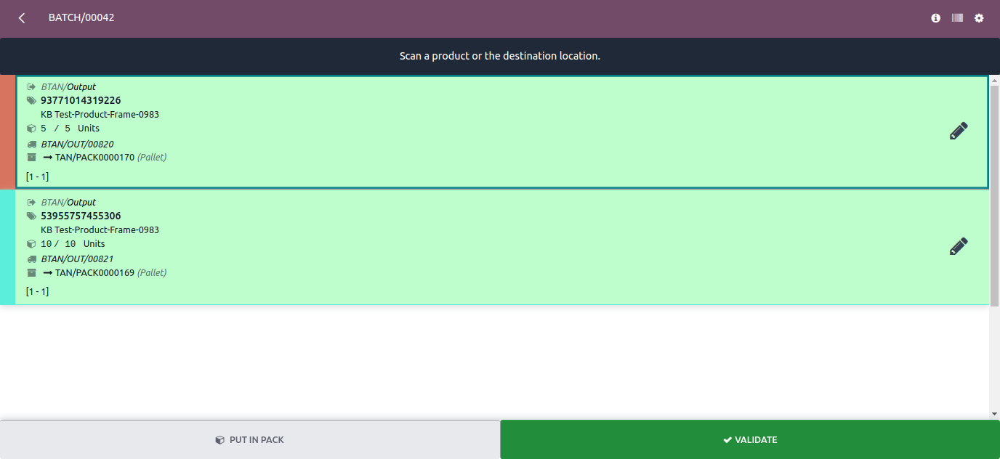 BATCH/00042
Scan a product or the destination location.
BTAN/Output
93771014319226
KB Test-Product-Frame-0983
5 / 5 Units
BTAN/OUT/00820
TAN/PACK0000170 (Pallet)
[1 - 1]
BTAN/Output
53955757455306
KB Test-Product-Frame-0983
10 / 10 Units
BTAN/OUT/00821
TAN/PACK0000169 (Pallet)
[1 - 1]
PUT IN PACK
VALIDATE